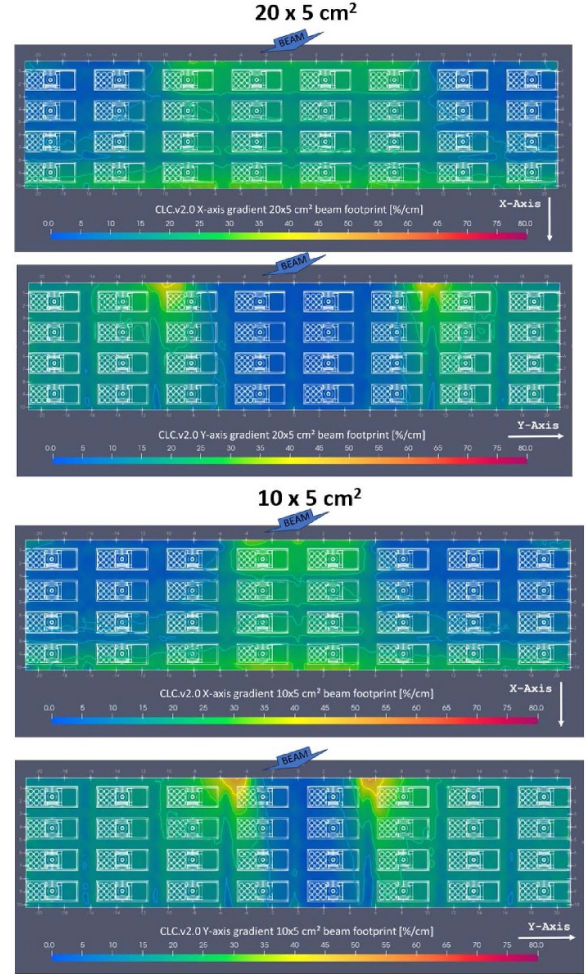 20 x 5 cm²
BEAM
CLC.v2.0 X-axis gradient 20x5 cm² beam footprint [%/cm]
X-Axis
0.0 5 10 15 20 25 30 35 40 45 50 55 60 65 70 75 80.0
BEAM
CLC.v2.0 Y-axis gradient 20x5 cm² beam footprint [%/cm]
Y-Axis
0.0 5 10 15 20 25 30 35 40 45 50 55 60 65 70 75 80.0
10 x 5 cm²
BEAM
CLC.v2.0 X-axis gradient 10x5 cm² beam footprint [%/cm]
X-Axis
0.0 5 10 15 20 25 30 35 40 45 50 55 60 65 70 75 80.0
BEAM
CLC.v2.0 Y-axis gradient 10x5 cm² beam footprint [%/cm]
Y-Axis
0.0 5 10 15 20 25 30 35 40 45 50 55 60 65 70 75 80.0